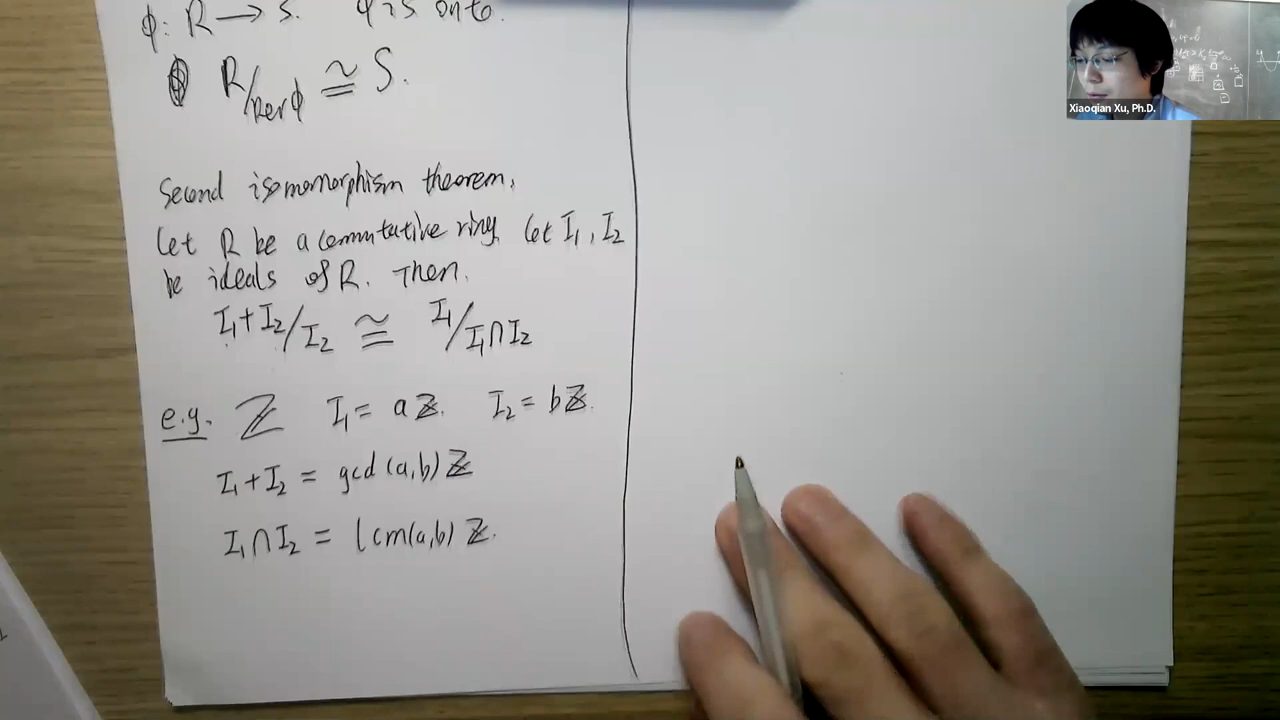 ϕ: R → S. φ is onto.
R/Kerϕ ≅ S.
Second isomomorphism theorem.
Let R be a commutative ring. Let I₁, I₂
be ideals of R. Then.
I₁+I₂/I₂ ≅ I₁/I₁∩I₂
e.g. ℤ I₁ = aℤ. I₂ = bℤ.
I₁+I₂ = gcd(a,b)ℤ
I₁∩I₂ = lcm(a,b)ℤ.
Xiaoqian Xu, Ph.D.